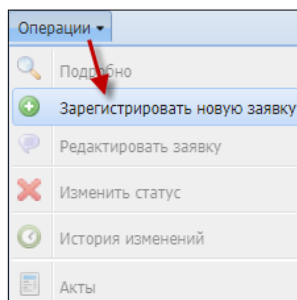 Операции
Подробно
Зарегистрировать новую заявку
Редактировать заявку
Изменить статус
История изменений
Акты